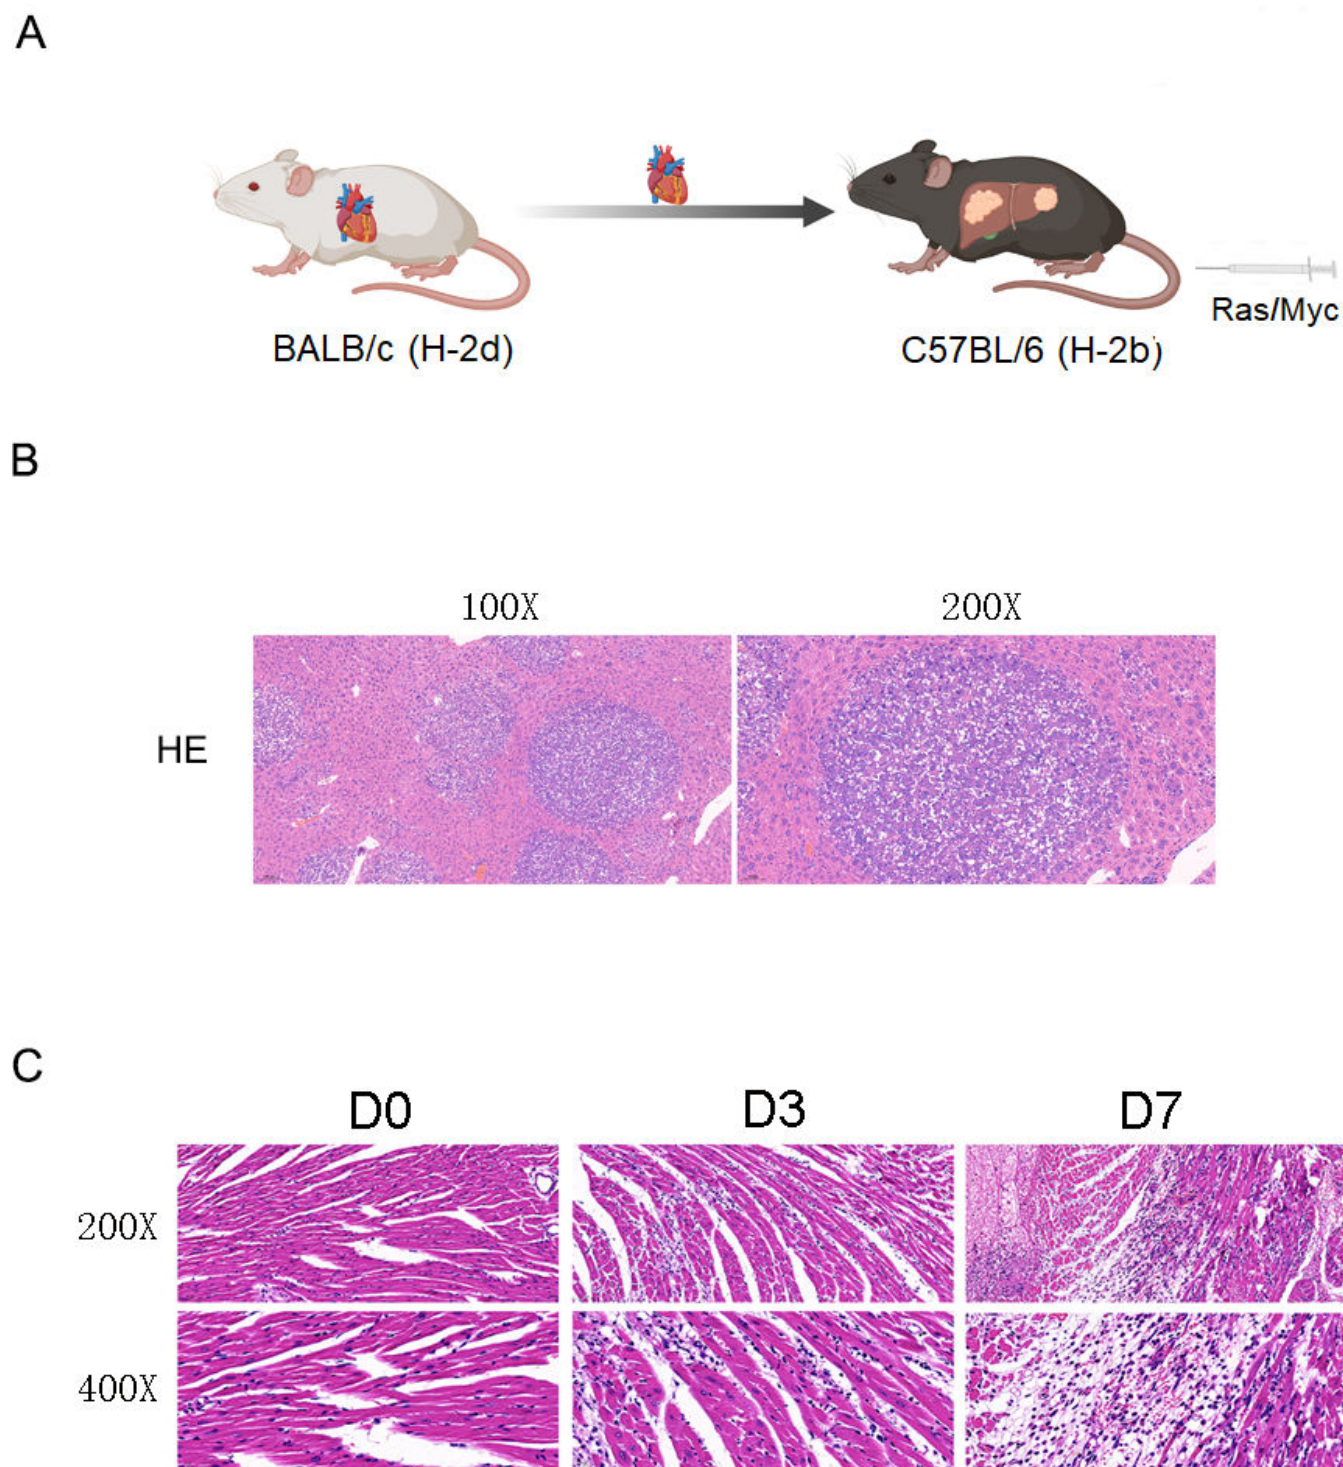 A
BALB/c (H-2d)
C57BL/6 (H-2b)
Ras/Myc
B
100X
200X
HE
C
D0
D3
D7
200X
400X